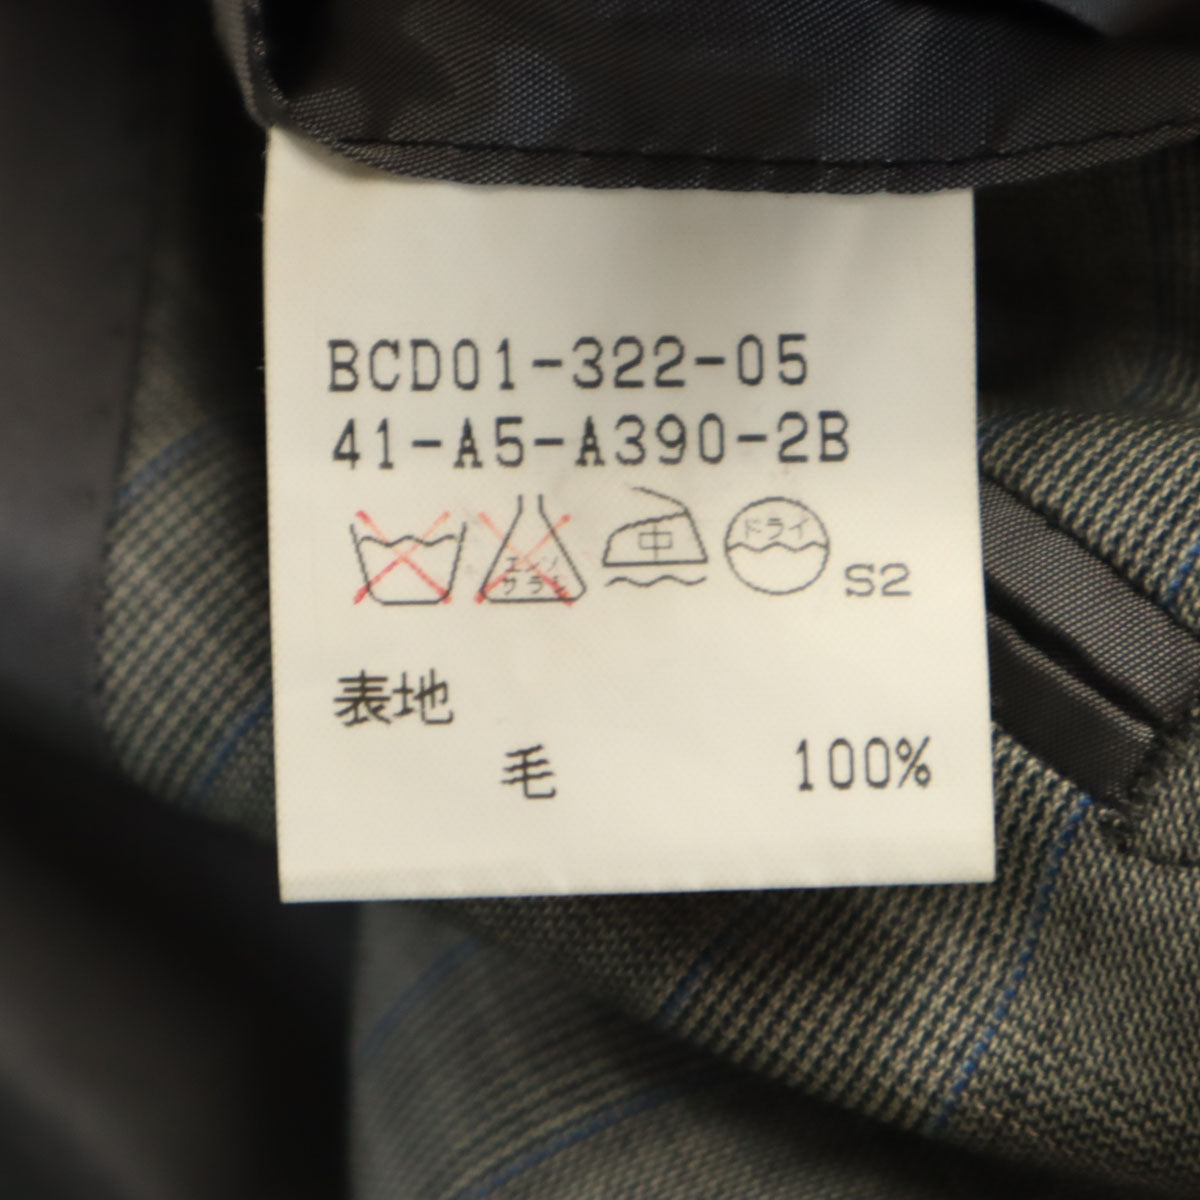 BCD01-322-05
41-A5-A390-2B
エンソ
サラシ
中
ドライ
S2
表地
毛 100%